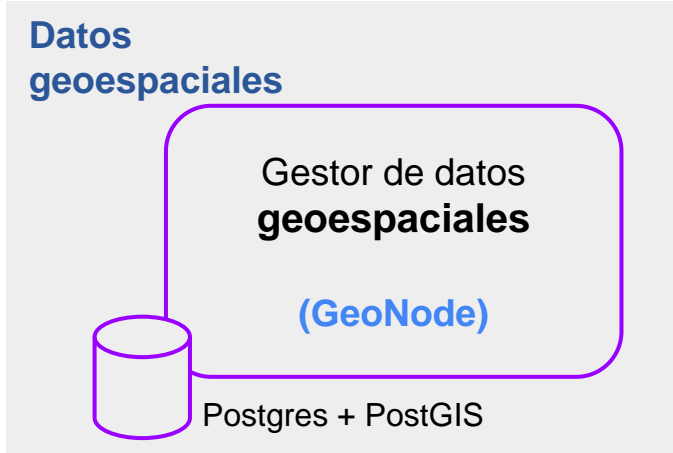 Datos
geoespaciales
Gestor de datos
geoespaciales
(GeoNode)
Postgres + PostGIS